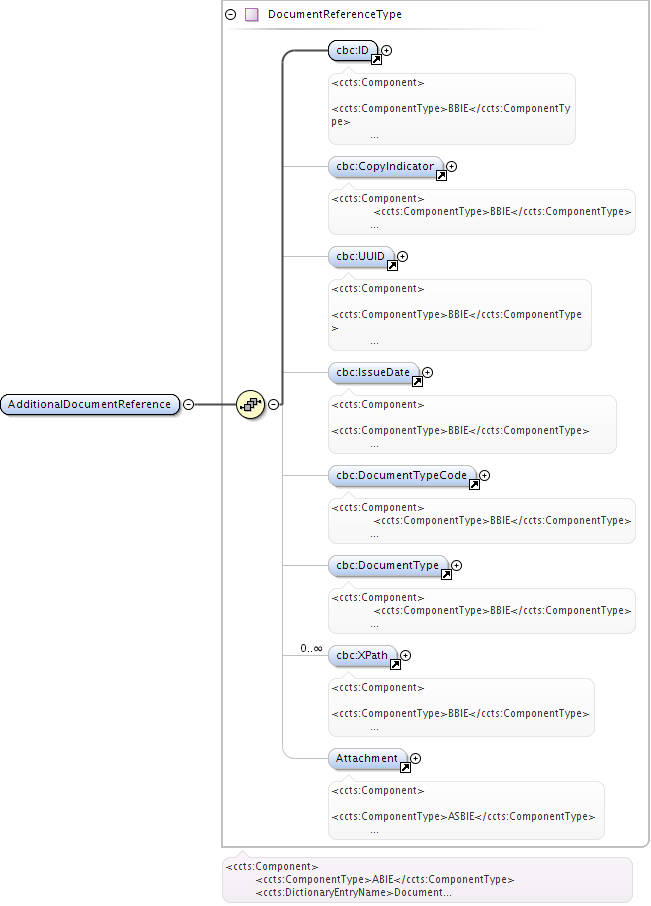 DocumentReferenceType
cbc:ID
<ccts:Component>
<ccts:ComponentType>BBIE</ccts:ComponentTy
pe>
...
cbc:CopyIndicator
<ccts:Component>
<ccts:ComponentType>BBIE</ccts:ComponentType>
...
cbc:UUID
<ccts:Component>
<ccts:ComponentType>BBIE</ccts:ComponentType
>
...
cbc:IssueDate
<ccts:Component>
<ccts:ComponentType>BBIE</ccts:ComponentType>
...
AdditionalDocumentReference
cbc:DocumentTypeCode
<ccts:Component>
<ccts:ComponentType>BBIE</ccts:ComponentType>
...
cbc:DocumentType
<ccts:Component>
<ccts:ComponentType>BBIE</ccts:ComponentType>
...
0..∞
cbc:XPath
<ccts:Component>
<ccts:ComponentType>BBIE</ccts:ComponentType>
...
Attachment
<ccts:Component>
<ccts:ComponentType>ASBIE</ccts:ComponentType>
...
<ccts:Component>
<ccts:ComponentType>ABIE</ccts:ComponentType>
<ccts:DictionaryEntryName>Document...